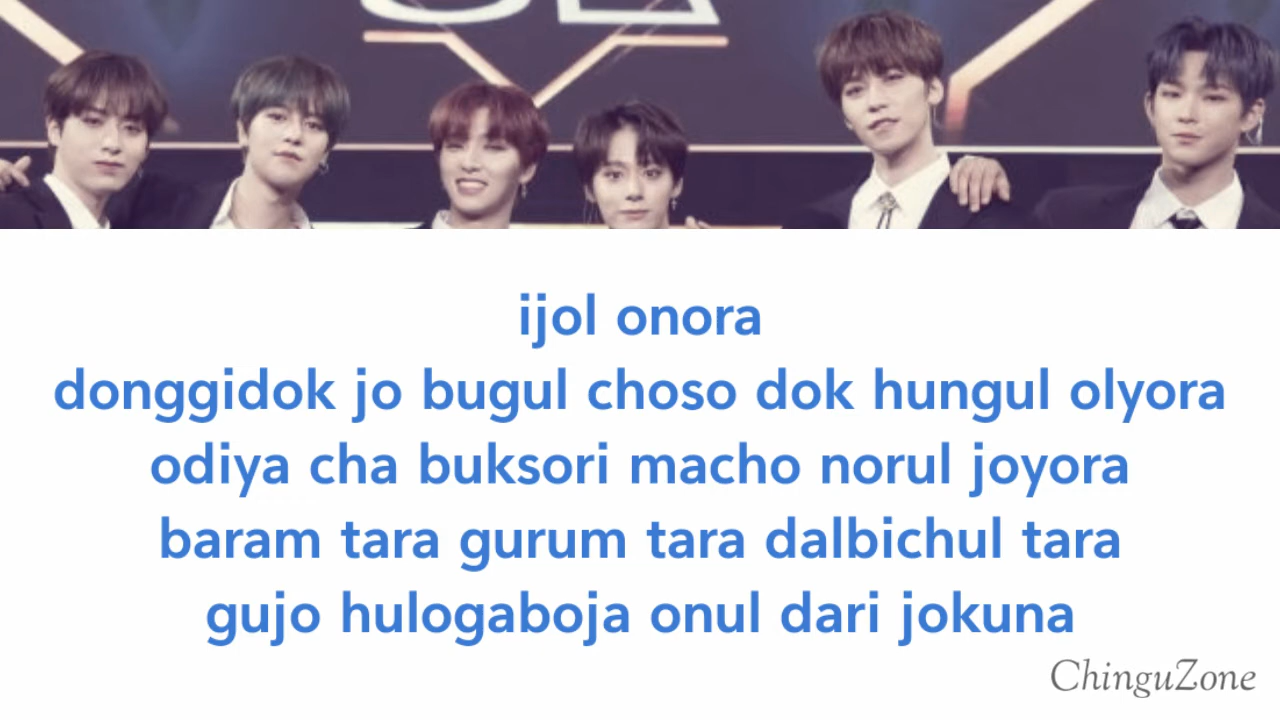 ijol onora
donggidok jo bugul choso dok hungul olyora
odiya cha buksori macho norul joyora
baram tara gurum tara dalbichul tara
gujo hulogaboja onul dari jokuna
ChinguZone